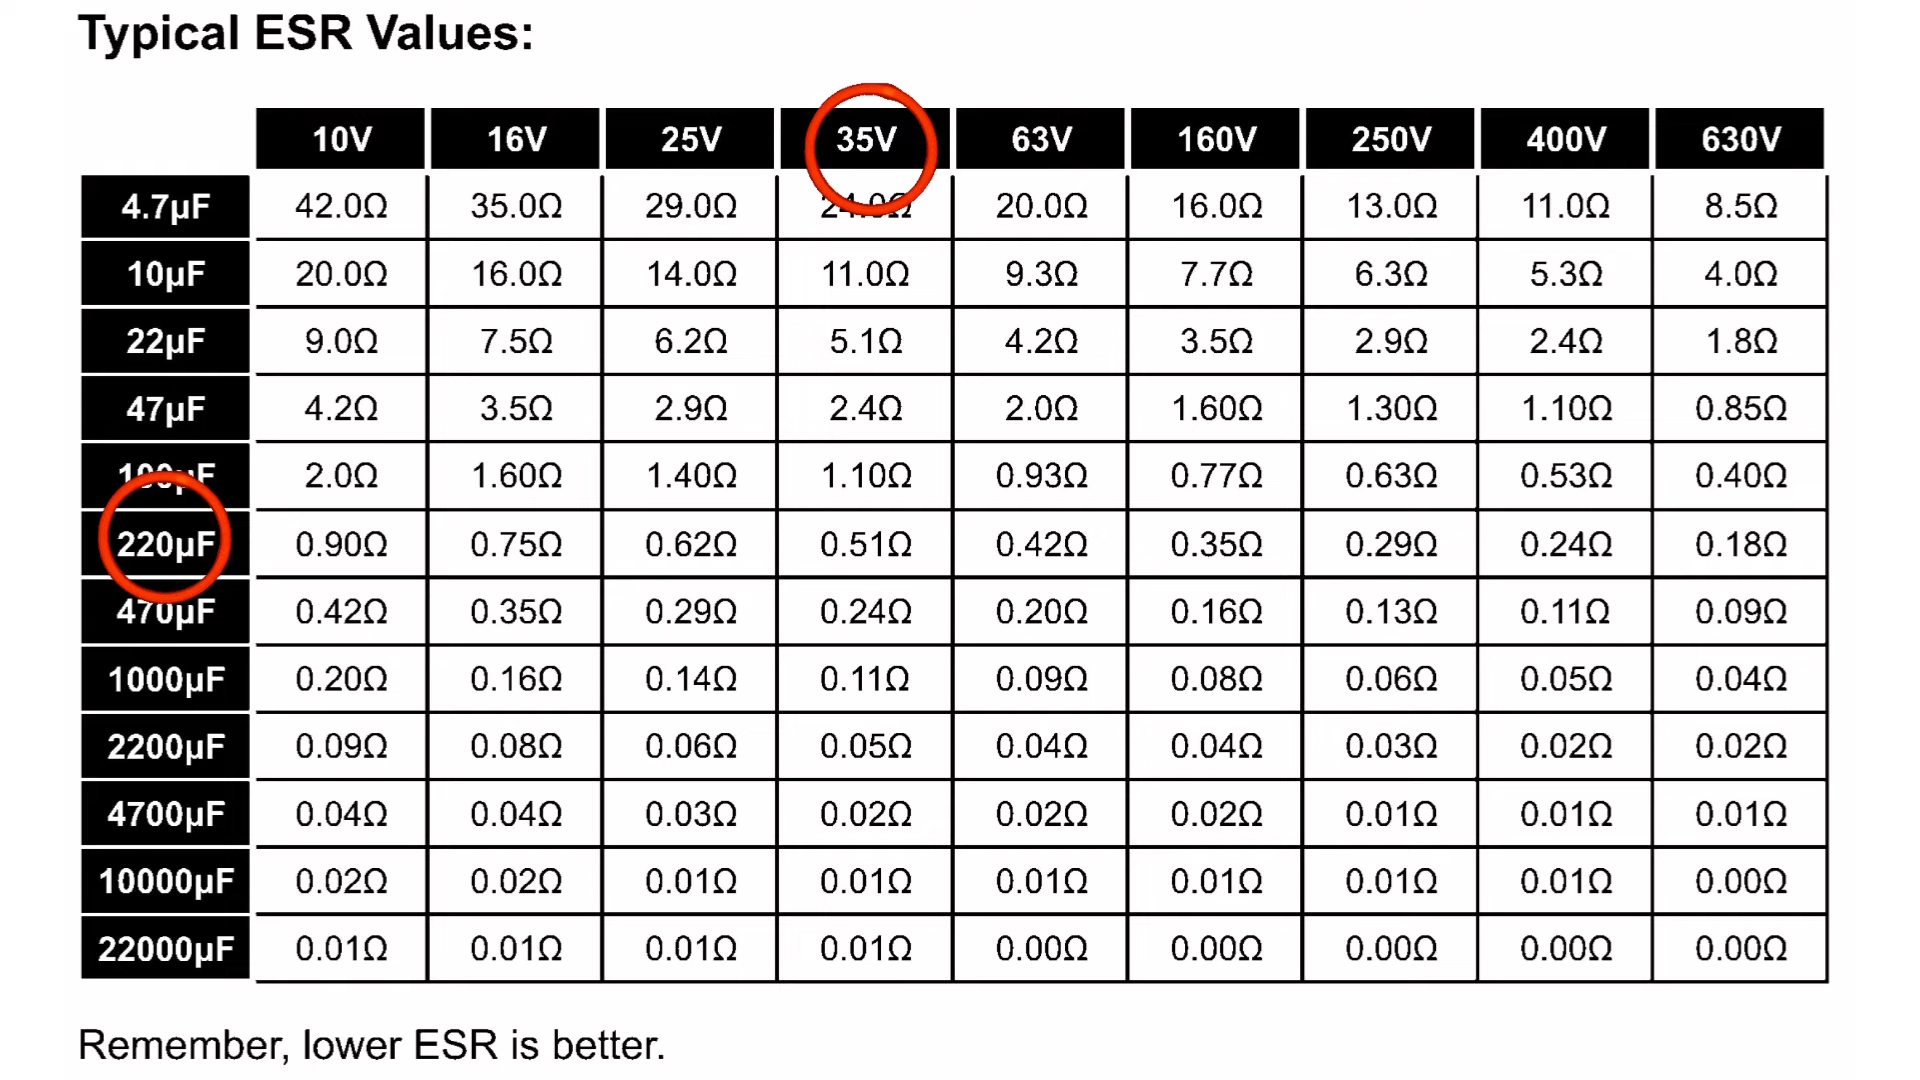 Typical ESR Values:
10V 16V 25V 35V 63V 160V 250V 400V 630V
4.7µF 42.0Ω 35.0Ω 29.0Ω 24.0Ω 20.0Ω 16.0Ω 13.0Ω 11.0Ω 8.5Ω
10µF 20.0Ω 16.0Ω 14.0Ω 11.0Ω 9.3Ω 7.7Ω 6.3Ω 5.3Ω 4.0Ω
22µF 9.0Ω 7.5Ω 6.2Ω 5.1Ω 4.2Ω 3.5Ω 2.9Ω 2.4Ω 1.8Ω
47µF 4.2Ω 3.5Ω 2.9Ω 2.4Ω 2.0Ω 1.60Ω 1.30Ω 1.10Ω 0.85Ω
100µF 2.0Ω 1.60Ω 1.40Ω 1.10Ω 0.93Ω 0.77Ω 0.63Ω 0.53Ω 0.40Ω
220µF 0.90Ω 0.75Ω 0.62Ω 0.51Ω 0.42Ω 0.35Ω 0.29Ω 0.24Ω 0.18Ω
470µF 0.42Ω 0.35Ω 0.29Ω 0.24Ω 0.20Ω 0.16Ω 0.13Ω 0.11Ω 0.09Ω
1000µF 0.20Ω 0.16Ω 0.14Ω 0.11Ω 0.09Ω 0.08Ω 0.06Ω 0.05Ω 0.04Ω
2200µF 0.09Ω 0.08Ω 0.06Ω 0.05Ω 0.04Ω 0.04Ω 0.03Ω 0.02Ω 0.02Ω
4700µF 0.04Ω 0.04Ω 0.03Ω 0.02Ω 0.02Ω 0.02Ω 0.01Ω 0.01Ω 0.01Ω
10000µF 0.02Ω 0.02Ω 0.01Ω 0.01Ω 0.01Ω 0.01Ω 0.01Ω 0.01Ω 0.00Ω
22000µF 0.01Ω 0.01Ω 0.01Ω 0.01Ω 0.00Ω 0.00Ω 0.00Ω 0.00Ω 0.00Ω
Remember, lower ESR is better.